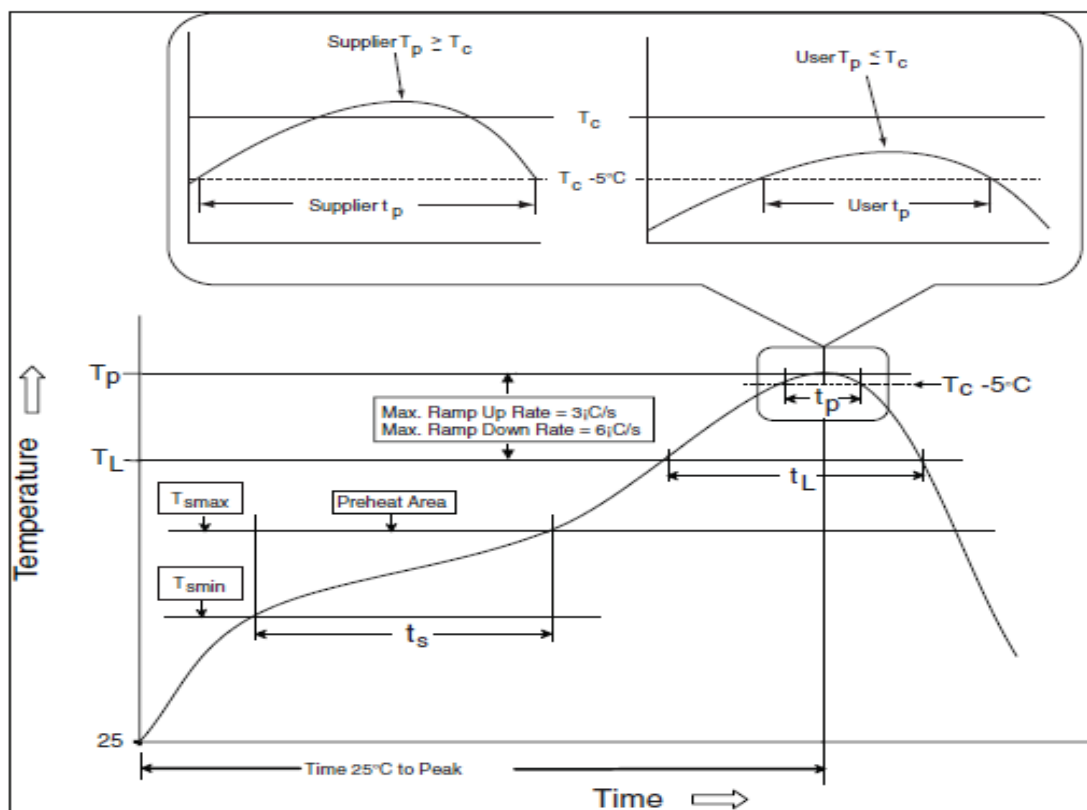 Supplier Tp ≥ Tc
User Tp ≤ Tc
Tc
Tc -5°C
Supplier tp
User tp
Tp
Tc -5°C
tp
Max. Ramp Up Rate = 3¡C/s
Max. Ramp Down Rate = 6¡C/s
TL
tL
Tsmax
Preheat Area
Tsmin
ts
Temperature
25
Time 25°C to Peak
Time